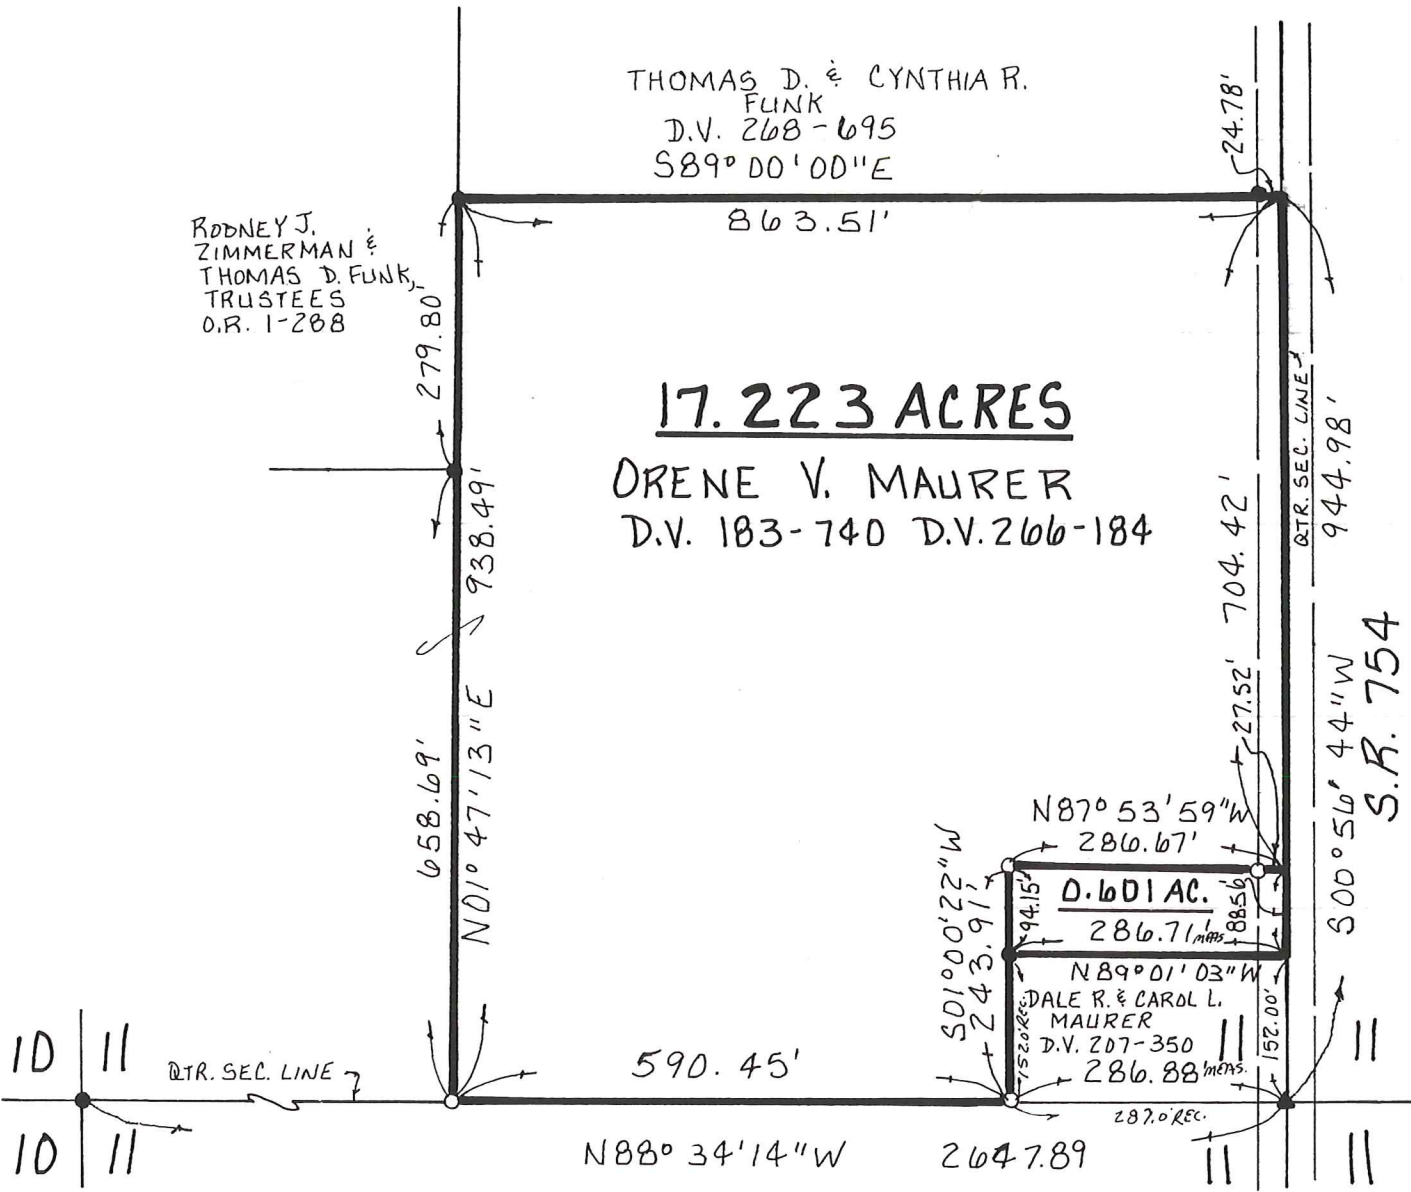 THOMAS D. & CYNTHIA R.
FUNK
D.V. 268-695
S89° 00' 00"E
863.51'
24.78'
RODNEY J.
ZIMMERMAN &
THOMAS D. FUNK,
TRUSTEES
O.R. 1-288
279.80'
938.49'
17.223 ACRES
ORENE V. MAURER
D.V. 183-740 D.V. 266-184
QTR. SEC. LINE
944.98'
704.42'
27.52'
S00° 56' 44"W
S.R. 754
658.69'
N01° 47' 13"E
N87° 53' 59"W
286.67'
S01° 00' 22"W
243.91'
94.15'
0.601 AC.
88.56'
286.71' MEAS.
N89° 01' 03"W
DALE R. & CAROL L.
MAURER
D.V. 207-350
286.88' MEAS.
152.0' REC.
152.00'
287.0' REC.
590.45'
10 11
QTR. SEC. LINE
11 11
10 11
N88° 34' 14"W 2647.89
11 11